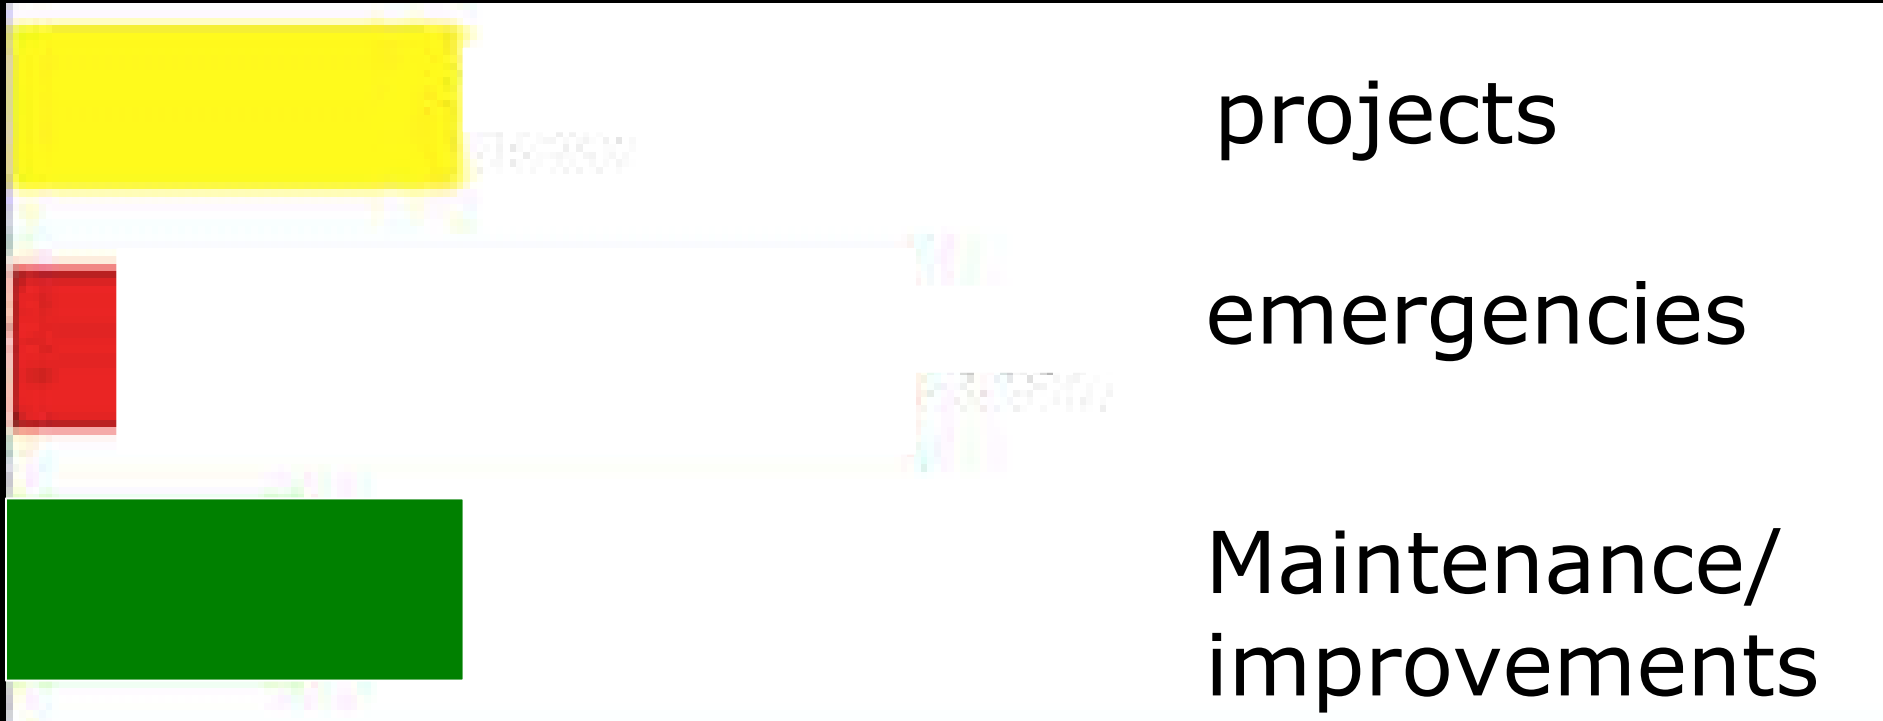 projects
emergencies
Maintenance/
improvements